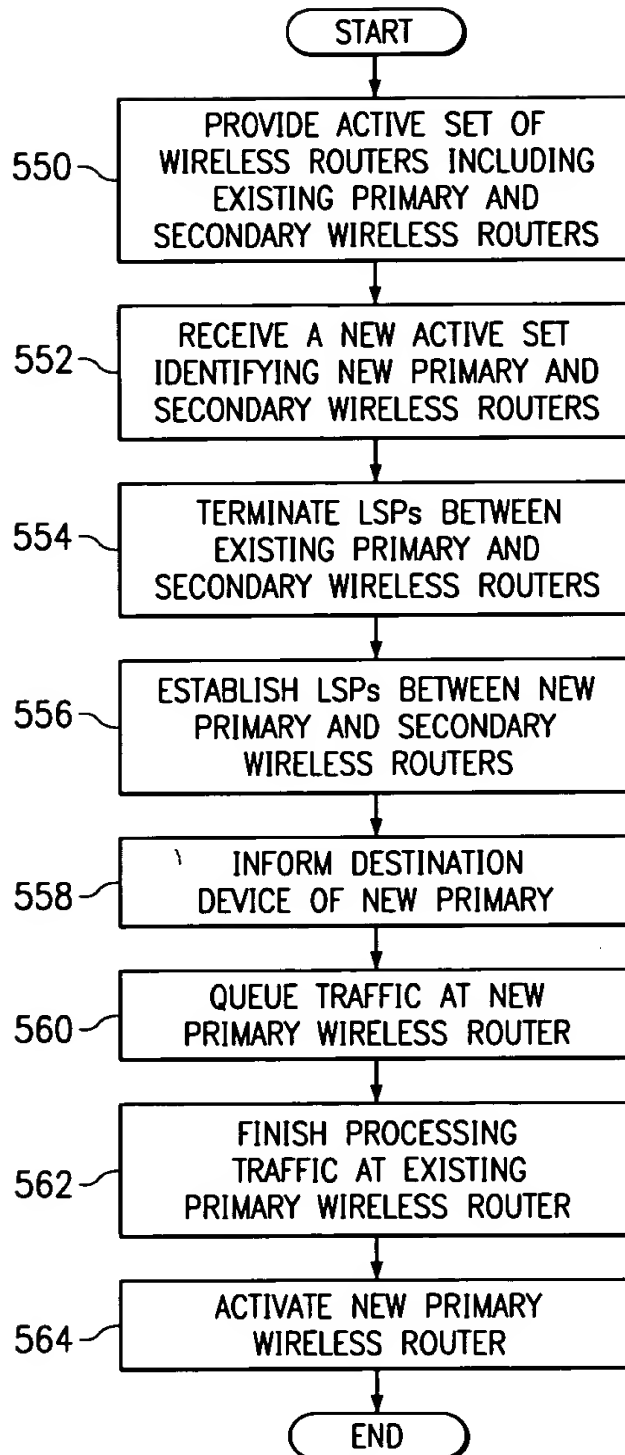 START
550
PROVIDE ACTIVE SET OF
WIRELESS ROUTERS INCLUDING
EXISTING PRIMARY AND
SECONDARY WIRELESS ROUTERS
552
RECEIVE A NEW ACTIVE SET
IDENTIFYING NEW PRIMARY AND
SECONDARY WIRELESS ROUTERS
554
TERMINATE LSPs BETWEEN
EXISTING PRIMARY AND
SECONDARY WIRELESS ROUTERS
556
ESTABLISH LSPs BETWEEN NEW
PRIMARY AND SECONDARY
WIRELESS ROUTERS
558
INFORM DESTINATION
DEVICE OF NEW PRIMARY
560
QUEUE TRAFFIC AT NEW
PRIMARY WIRELESS ROUTER
562
FINISH PROCESSING
TRAFFIC AT EXISTING
PRIMARY WIRELESS ROUTER
564
ACTIVATE NEW PRIMARY
WIRELESS ROUTER
END